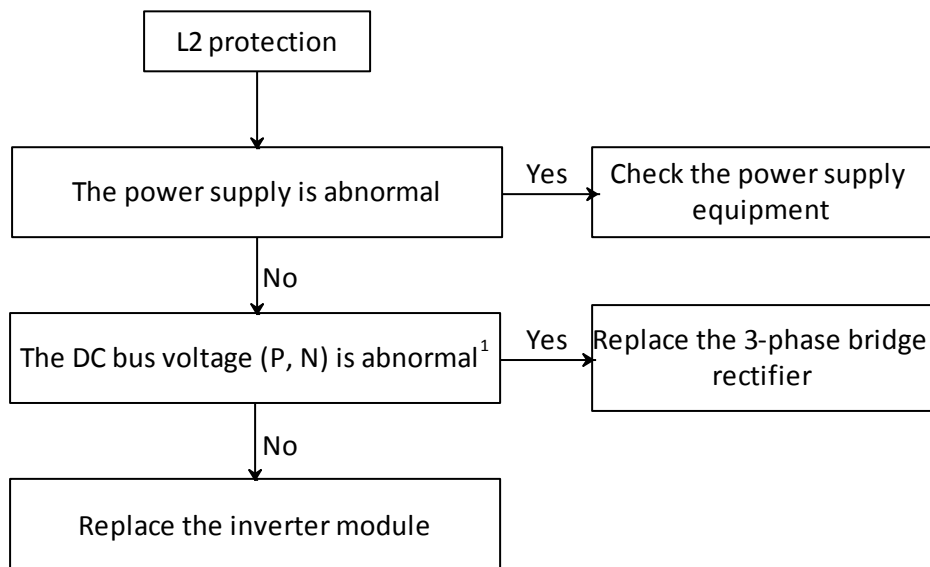 L2 protection
The power supply is abnormal
Yes
Check the power supply
equipment
No
The DC bus voltage (P, N) is abnormal¹
Yes
Replace the 3-phase bridge
rectifier
No
Replace the inverter module